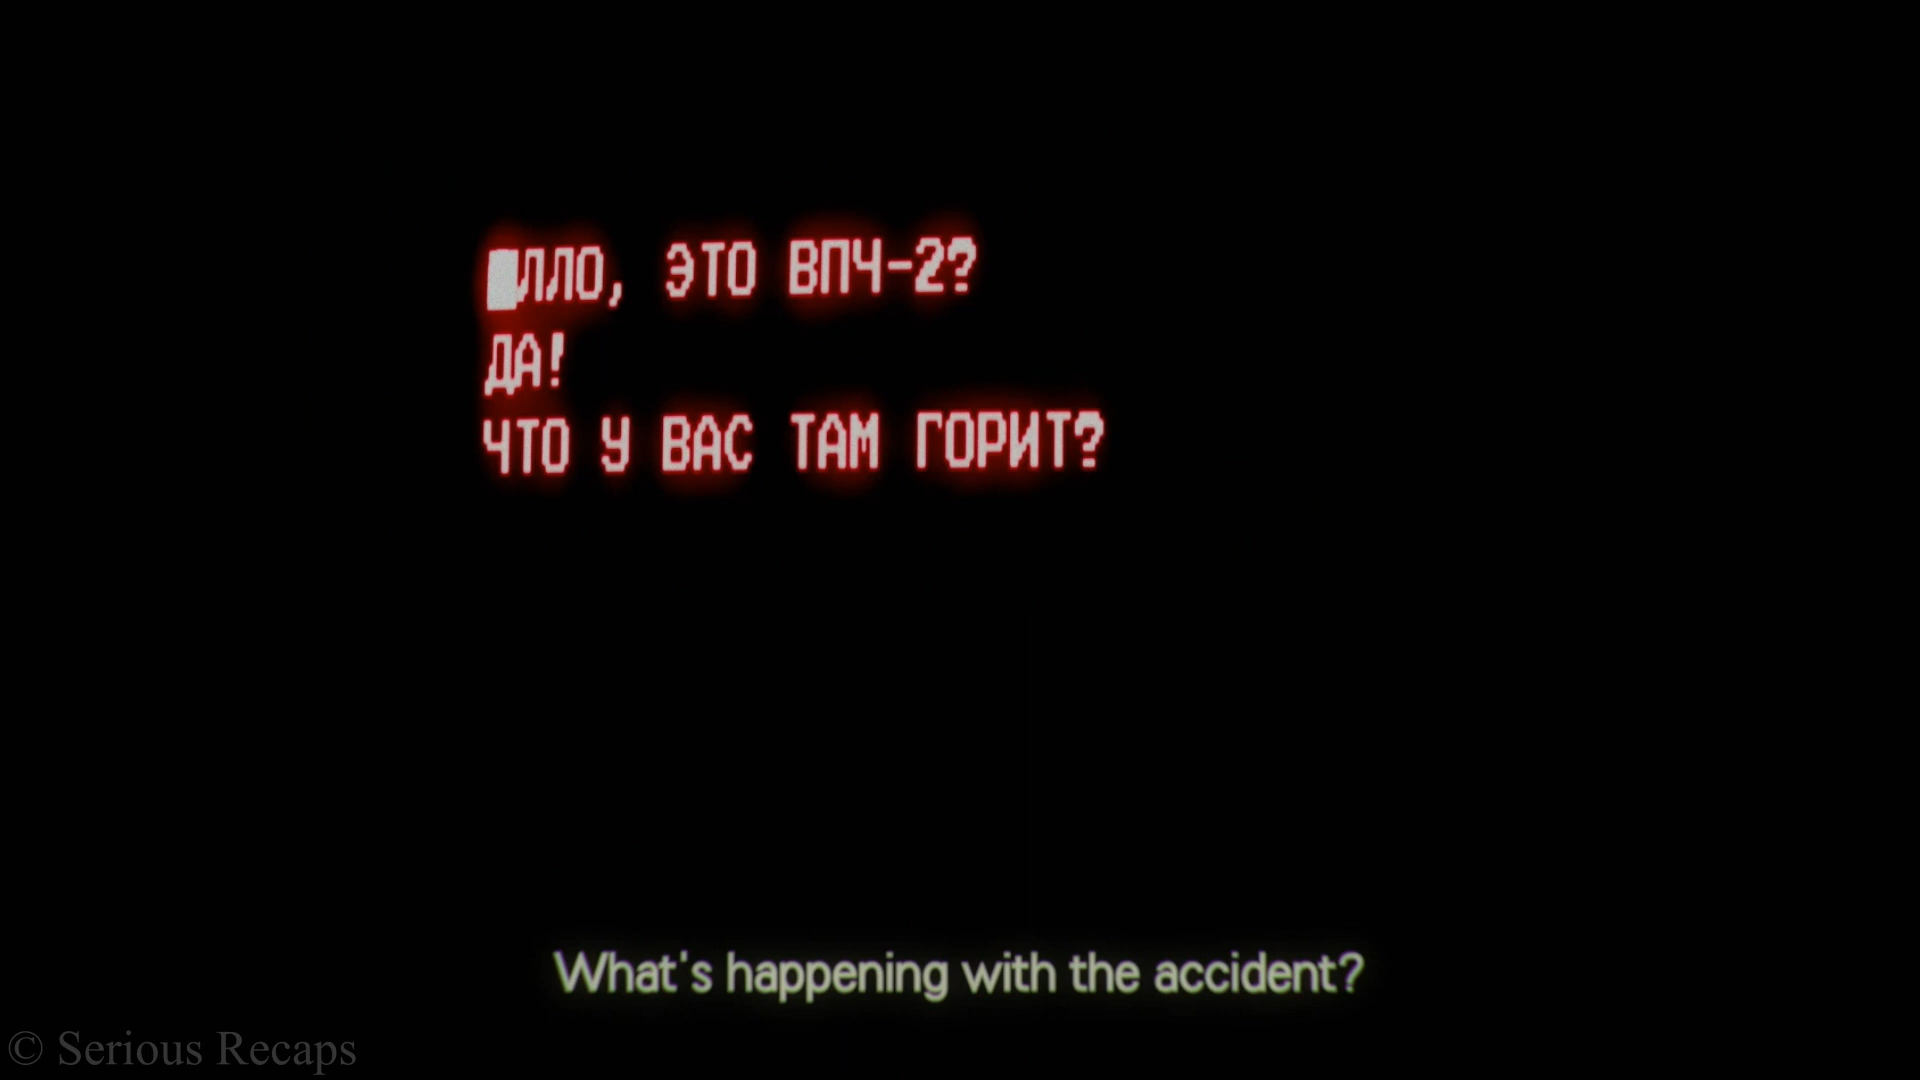 ЛЛО, ЭТО ВПЧ-2?
ДА!
ЧТО У ВАС ТАМ ГОРИТ?
What's happening with the accident?
© Serious Recaps